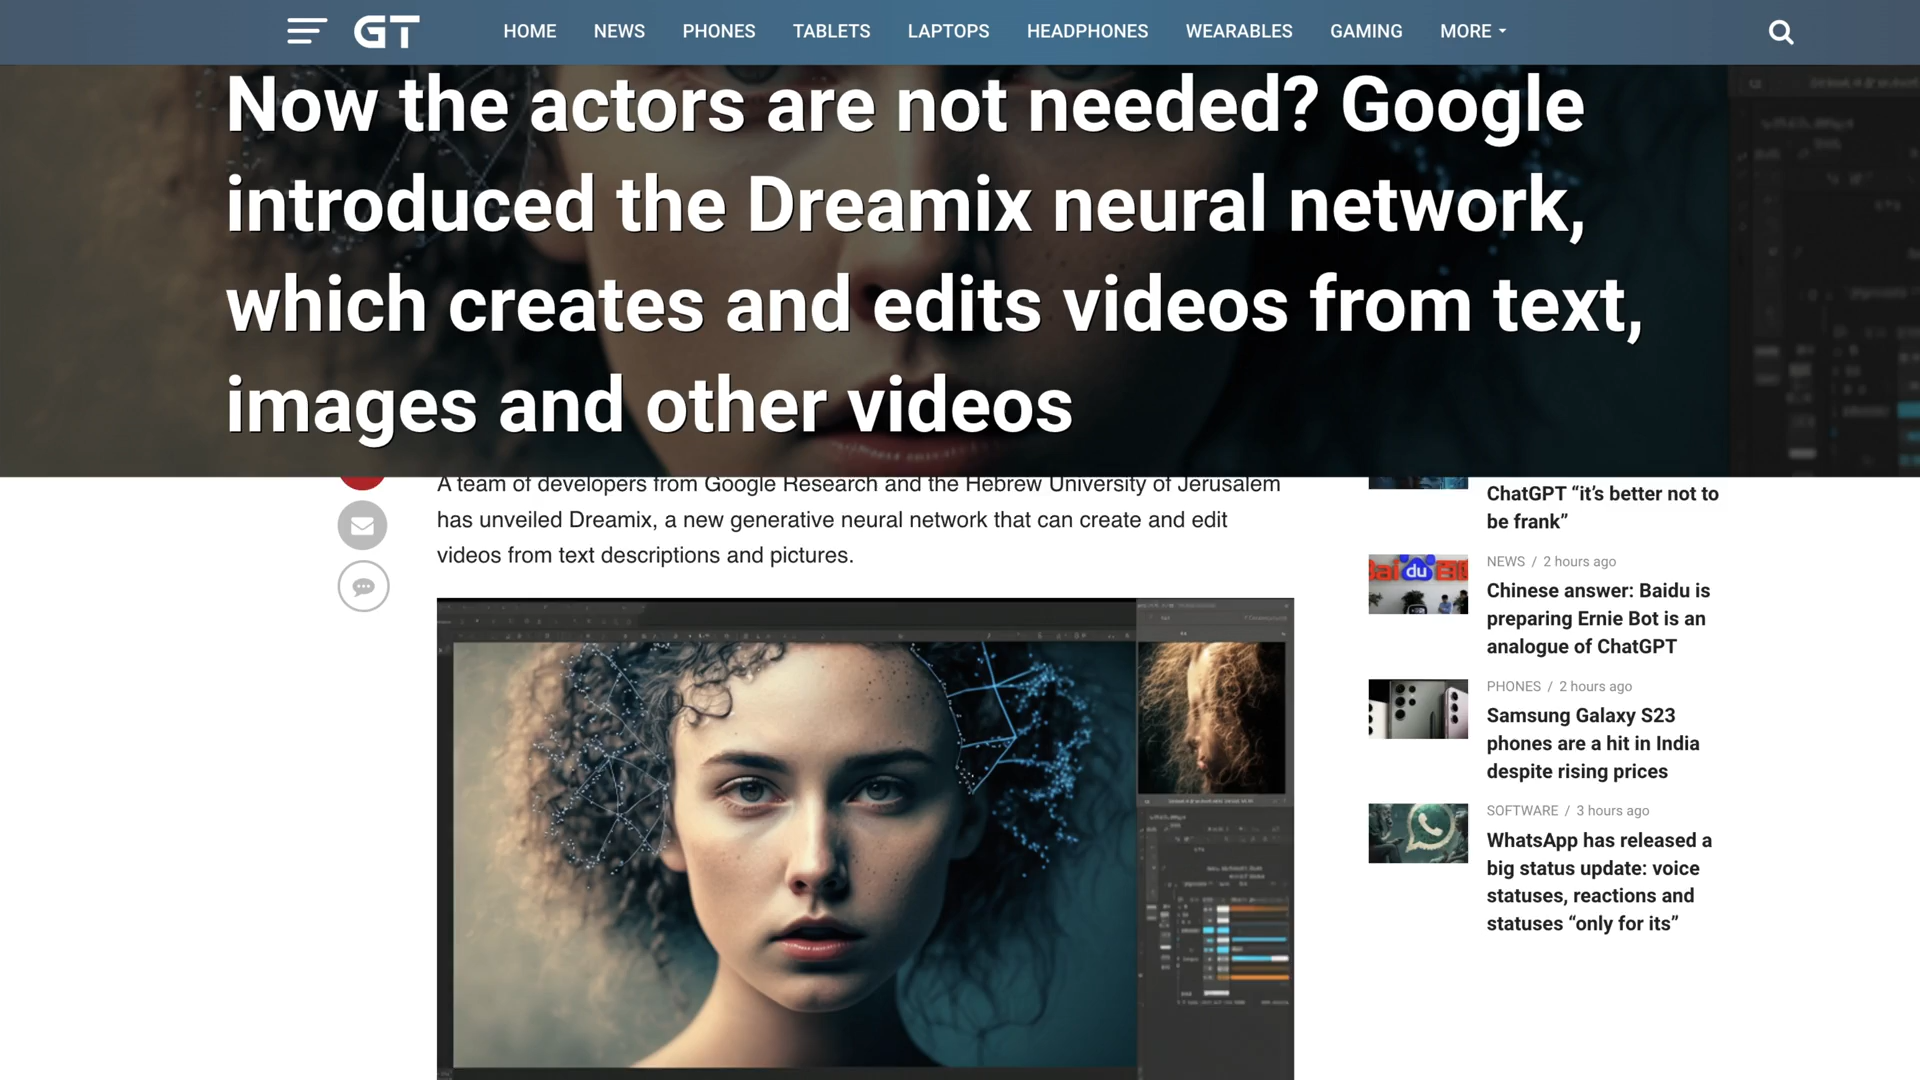 GT
HOME NEWS PHONES TABLETS LAPTOPS HEADPHONES WEARABLES GAMING MORE
Now the actors are not needed? Google
introduced the Dreamix neural network,
which creates and edits videos from text,
images and other videos
A team of developers from Google Research and the Hebrew University of Jerusalem
has unveiled Dreamix, a new generative neural network that can create and edit
videos from text descriptions and pictures.
ChatGPT “it’s better not to
be frank”
NEWS / 2 hours ago
Chinese answer: Baidu is
preparing Ernie Bot is an
analogue of ChatGPT
PHONES / 2 hours ago
Samsung Galaxy S23
phones are a hit in India
despite rising prices
SOFTWARE / 3 hours ago
WhatsApp has released a
big status update: voice
statuses, reactions and
statuses “only for its”
Bai du